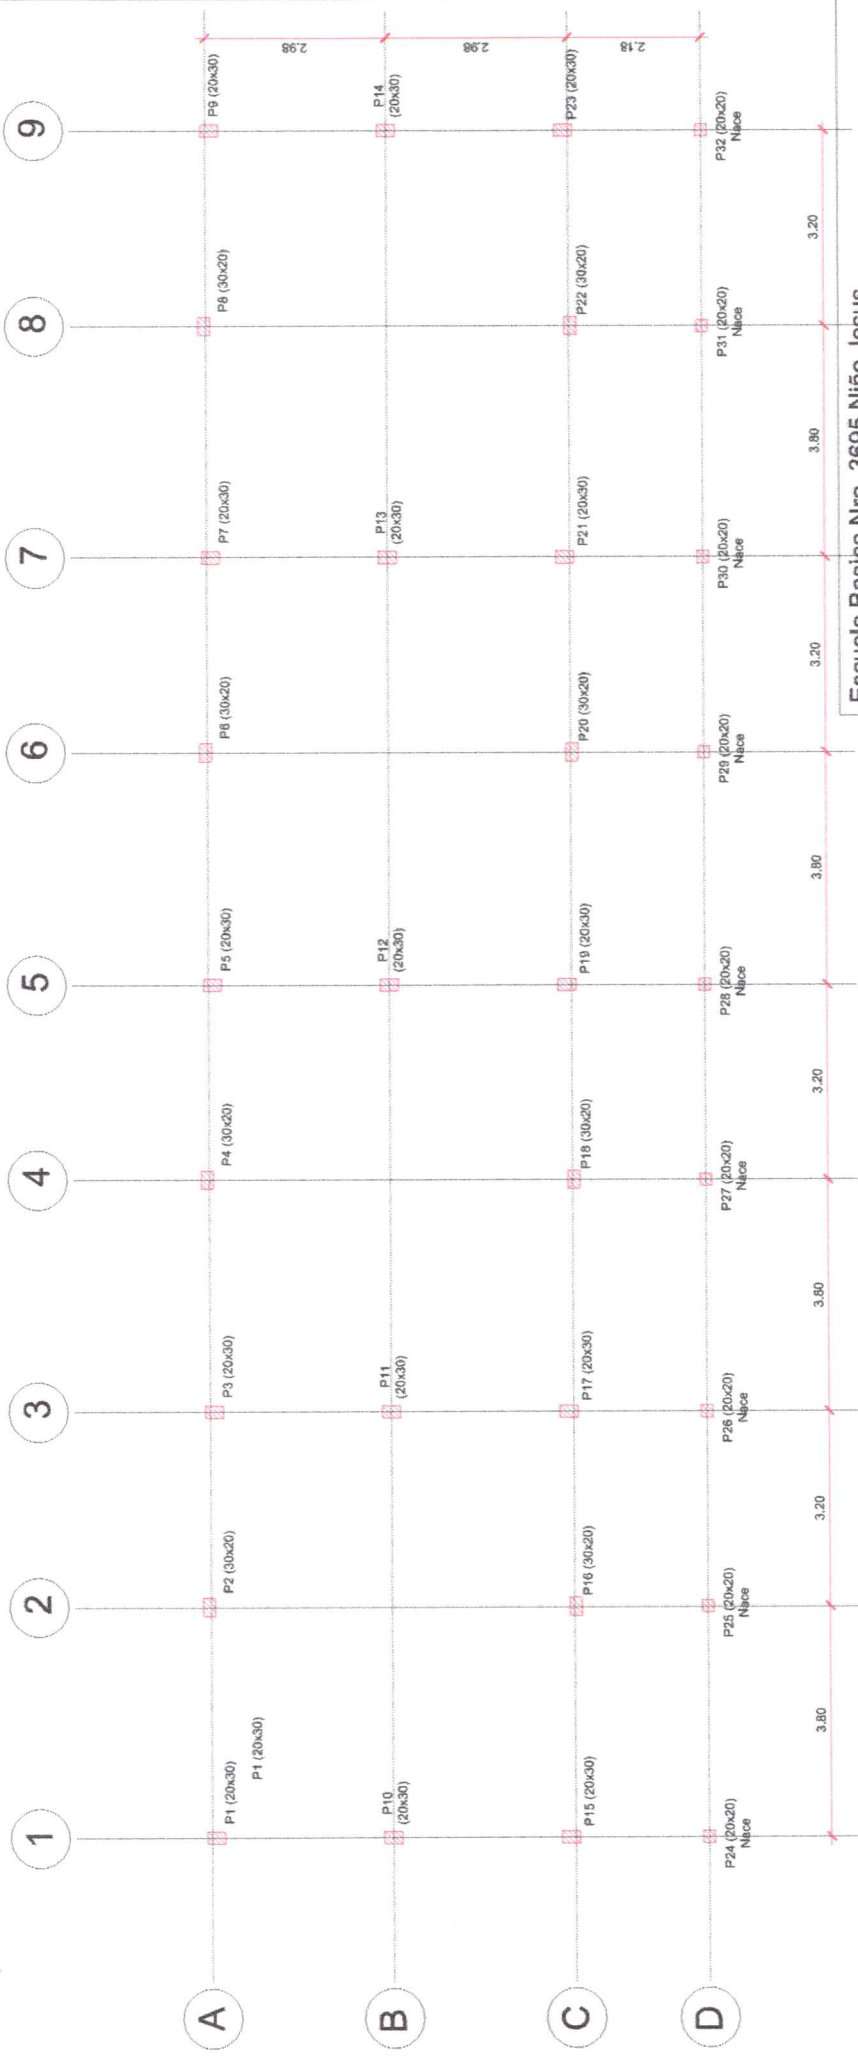 1
2
3
4
5
6
7
8
9
A
P1 (20x30)
P1 (20x30)
P2 (30x20)
P3 (20x30)
P4 (30x20)
P5 (20x30)
P6 (30x20)
P7 (20x30)
P8 (30x20)
P9 (20x30)
2.98
B
P10
(20x30)
P11
(20x30)
P12
(20x30)
P13
(20x30)
P14
(20x30)
2.98
C
P15 (20x30)
P16 (30x20)
P17 (20x30)
P18 (30x20)
P19 (20x30)
P20 (30x20)
P21 (20x30)
P22 (30x20)
P23 (20x30)
2.18
D
P24 (20x20)
Nace
P25 (20x20)
Nace
P26 (20x20)
Nace
P27 (20x20)
Nace
P28 (20x20)
Nace
P29 (20x20)
Nace
P30 (20x20)
Nace
P31 (20x20)
Nace
P32 (20x20)
Nace
3.80
3.20
3.80
3.20
3.80
3.20
3.80
3.20
Niño Jesus